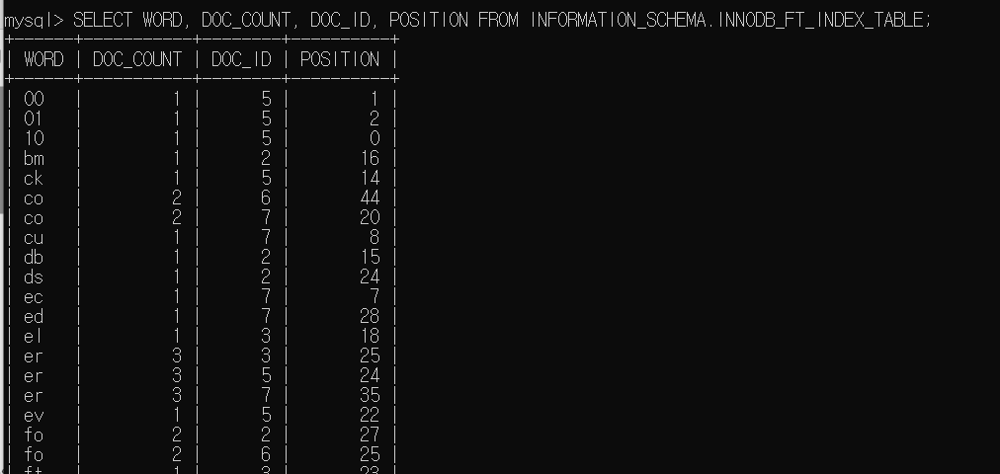 mysql> SELECT WORD, DOC_COUNT, DOC_ID, POSITION FROM INFORMATION_SCHEMA.INNODB_FT_INDEX_TABLE;
+------+-----------+--------+----------+
| WORD | DOC_COUNT | DOC_ID | POSITION |
+------+-----------+--------+----------+
| 00 | 1 | 5 | 1 |
| 01 | 1 | 5 | 2 |
| 10 | 1 | 5 | 0 |
| bm | 1 | 2 | 16 |
| ck | 1 | 5 | 14 |
| co | 2 | 6 | 44 |
| co | 2 | 7 | 20 |
| cu | 1 | 7 | 8 |
| db | 1 | 2 | 15 |
| ds | 1 | 2 | 24 |
| ec | 1 | 7 | 7 |
| ed | 1 | 7 | 28 |
| el | 1 | 3 | 18 |
| er | 3 | 3 | 25 |
| er | 3 | 5 | 24 |
| er | 3 | 7 | 35 |
| ev | 1 | 5 | 22 |
| fo | 2 | 2 | 27 |
| fo | 2 | 6 | 25 |
| ft | 1 | 3 | 23 |